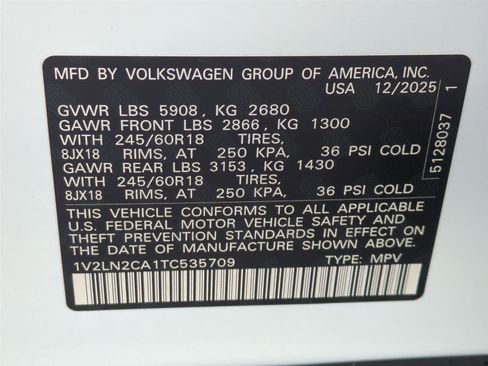 MFD BY VOLKSWAGEN GROUP OF AMERICA, INC.
USA 12/2025
GVWR LBS 5908, KG 2680
GAWR FRONT LBS 2866, KG 1300
WITH 245/60R18 TIRES,
8JX18 RIMS, AT 250 KPA, 36 PSI COLD
GAWR REAR LBS 3153, KG 1430
WITH 245/60R18 TIRES,
8JX18 RIMS, AT 250 KPA, 36 PSI COLD
THIS VEHICLE CONFORMS TO ALL APPLICABLE
U.S. FEDERAL MOTOR VEHICLE SAFETY
AND THEFT PREVENTION STANDARDS IN EFFECT ON
THE DATE OF MANUFACTURE SHOWN ABOVE.
1V2LN2CA1TC535709 TYPE: MPV
5128037 1